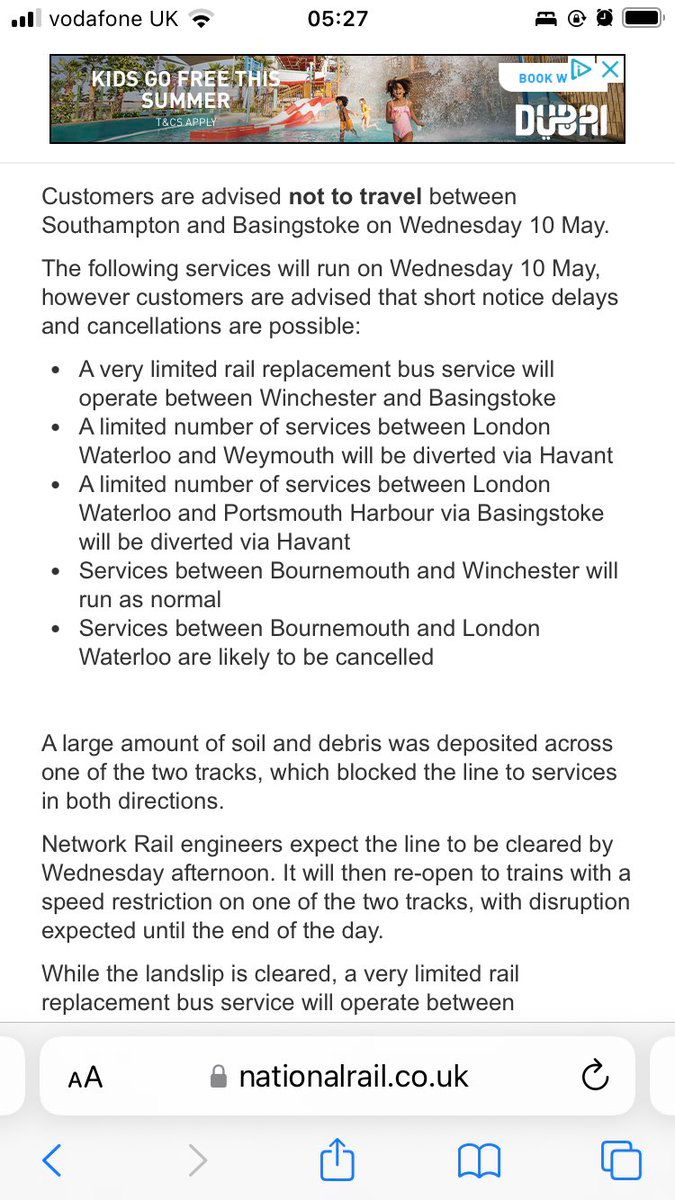 vodafone UK
05:27
KIDS GO FREE THIS
SUMMER
T&CS APPLY
BOOK W
DUBAI
Customers are advised not to travel between
Southampton and Basingstoke on Wednesday 10 May.
The following services will run on Wednesday 10 May,
however customers are advised that short notice delays
and cancellations are possible:
• A very limited rail replacement bus service will
operate between Winchester and Basingstoke
• A limited number of services between London
Waterloo and Weymouth will be diverted via Havant
• A limited number of services between London
Waterloo and Portsmouth Harbour via Basingstoke
will be diverted via Havant
• Services between Bournemouth and Winchester will
run as normal
• Services between Bournemouth and London
Waterloo are likely to be cancelled
A large amount of soil and debris was deposited across
one of the two tracks, which blocked the line to services
in both directions.
Network Rail engineers expect the line to be cleared by
Wednesday afternoon. It will then re-open to trains with a
speed restriction on one of the two tracks, with disruption
expected until the end of the day.
While the landslip is cleared, a very limited rail
replacement bus service will operate between
AA
nationalrail.co.uk